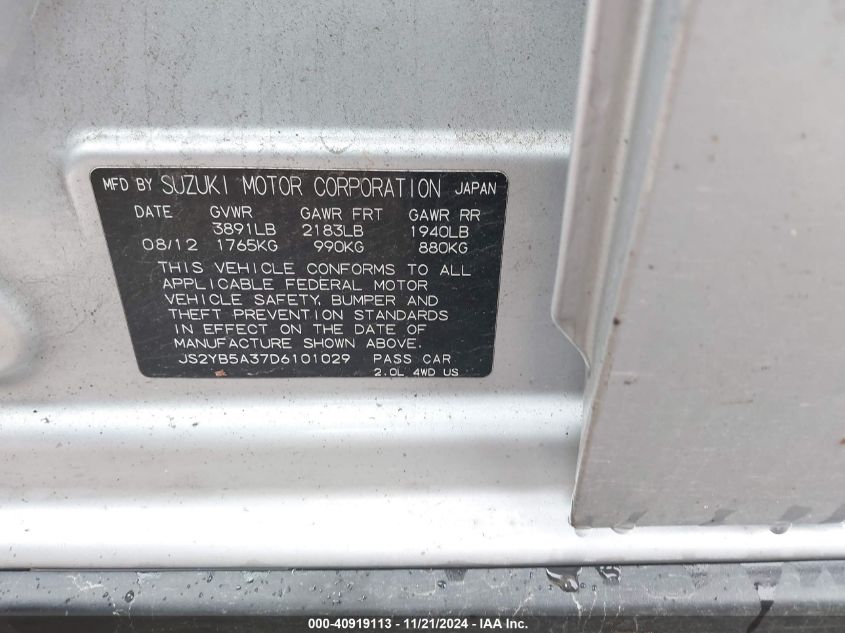 MFD BY SUZUKI MOTOR CORPORATION JAPAN
DATE GVWR GAWR FRT GAWR RR
3891LB 2183LB 1940LB
08/12 1765KG 990KG 880KG
THIS VEHICLE CONFORMS TO ALL
APPLICABLE FEDERAL MOTOR
VEHICLE SAFETY, BUMPER AND
THEFT PREVENTION STANDARDS
IN EFFECT ON THE DATE OF
MANUFACTURE SHOWN ABOVE.
JS2YB5A37D6101029 PASS CAR
2.0L 4WD US
000-40919113 - 11/21/2024 - IAA Inc.